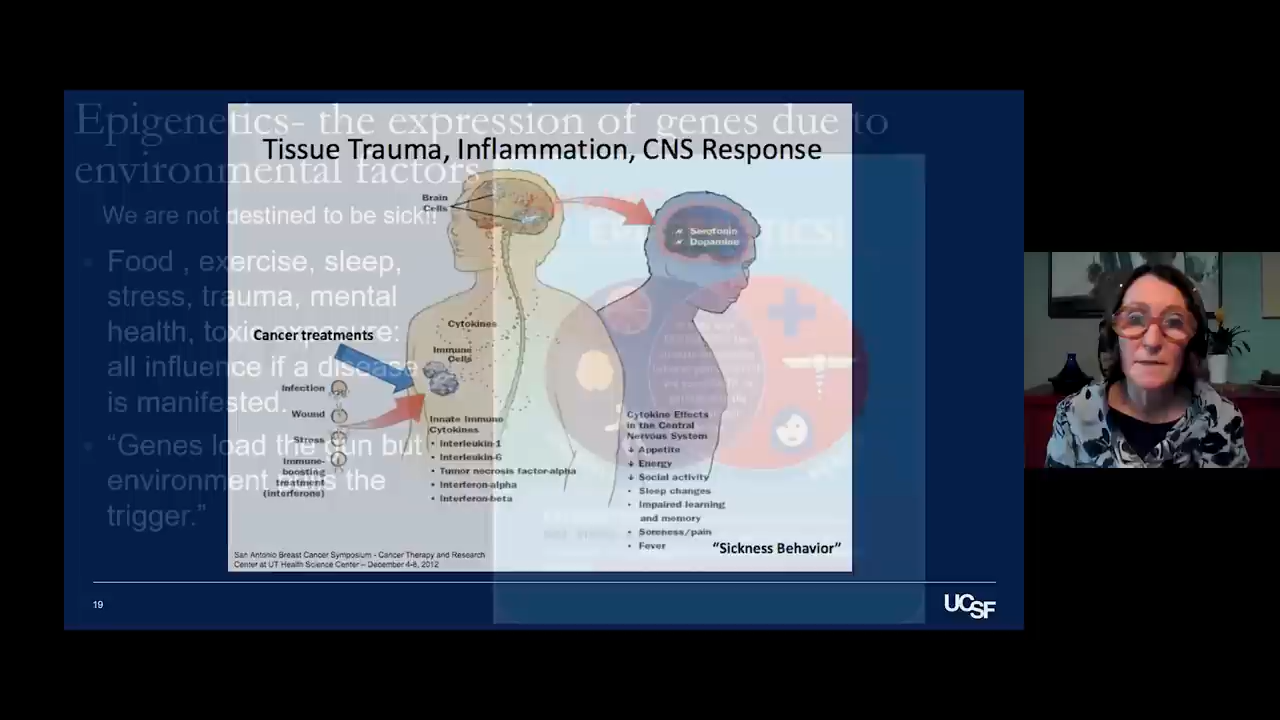 Epigenetics- the expression of genes due to
environmental factors
We are not destined to be sick!!
Food , exercise, sleep,
stress, trauma, mental
health, toxic exposure:
all influence if a disease
is manifested.
“Genes load the gun but
environment pulls the
trigger.”
Tissue Trauma, Inflammation, CNS Response
Brain
Cells
Serotonin
Dopamine
Cytokines
Cancer treatments
Immune
Cells
Infection
Wound
Stress
Immune-
boosting
treatment
(interferons)
Innate Immune
Cytokines
• Interleukin-1
• Interleukin-6
• Tumor necrosis factor-alpha
• Interferon-alpha
• Interferon-beta
Cytokine Effects
in the Central
Nervous System
↓ Appetite
↓ Energy
↓ Social activity
• Sleep changes
• Impaired learning
and memory
• Soreness/pain
• Fever
“Sickness Behavior”
San Antonio Breast Cancer Symposium - Cancer Therapy and Research
Center at UT Health Science Center – December 4-8, 2012
19
UCSF